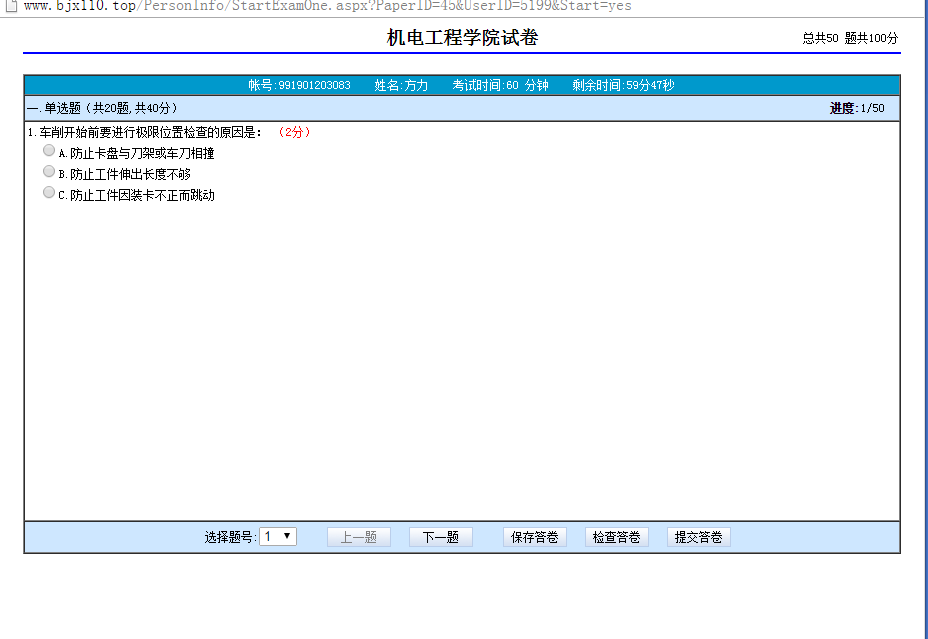 www.bjxl10.top/PersonInfo/StartExamOne.aspx?PaperID=45&UserID=5199&Start=yes
机电工程学院试卷
总共50 题共100分
帐号:991901203083 姓名:方力 考试时间:60 分钟 剩余时间:59分47秒
一.单选题（共20题,共40分） 进度:1/50
1.车削开始前要进行极限位置检查的原因是: （2分）
A.防止卡盘与刀架或车刀相撞
B.防止工件伸出长度不够
C.防止工件因装卡不正而跳动
选择题号: 1 ▼ 上一题 下一题 保存答卷 检查答卷 提交答卷